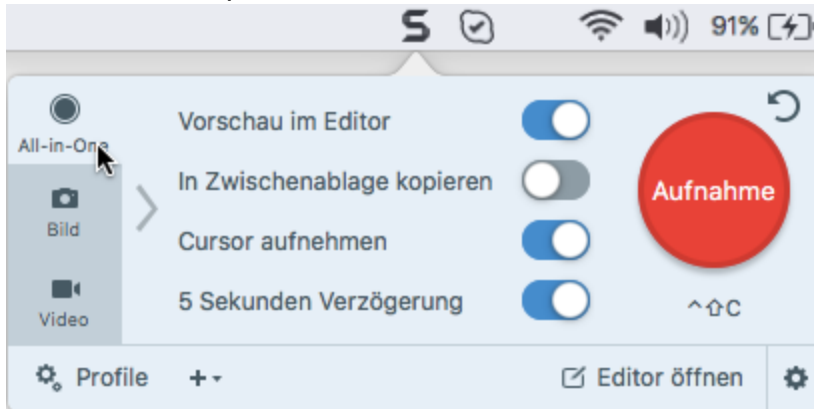 S 91%
All-in-One
Bild
Video
Vorschau im Editor
In Zwischenablage kopieren
Cursor aufnehmen
5 Sekunden Verzögerung
Aufnahme
^⇧C
Profile + Editor öffnen